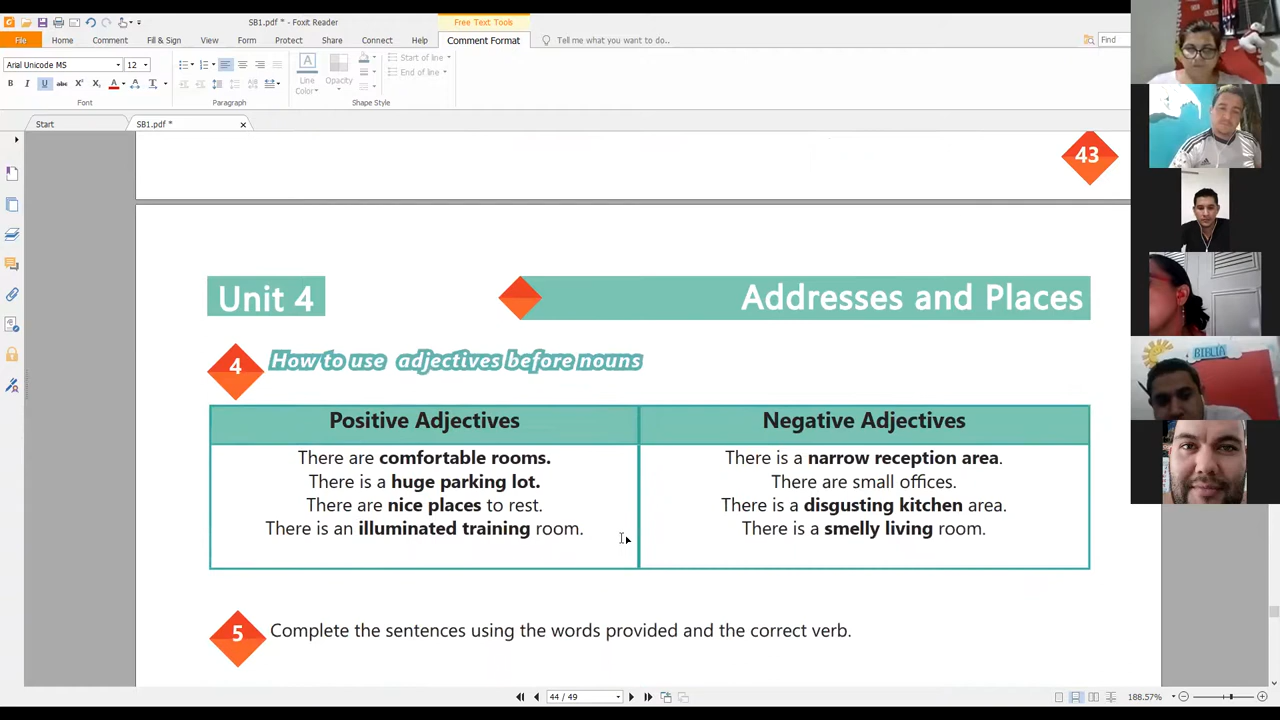 SB1.pdf * - Foxit Reader
Free Text Tools
File
Home
Comment
Fill & Sign
View
Form
Protect
Share
Connect
Help
Comment Format
Tell me what you want to do..
Find
Arial Unicode MS
12
Start of line
End of line
Line
Color
Opacity
Font
Paragraph
Shape Style
Start
SB1.pdf *
43
Unit 4
Addresses and Places
4
How to use adjectives before nouns
Positive Adjectives
There are comfortable rooms.
There is a huge parking lot.
There are nice places to rest.
There is an illuminated training room.
Negative Adjectives
There is a narrow reception area.
There are small offices.
There is a disgusting kitchen area.
There is a smelly living room.
5
Complete the sentences using the words provided and the correct verb.
44 / 49
188.57%
BIBLIA